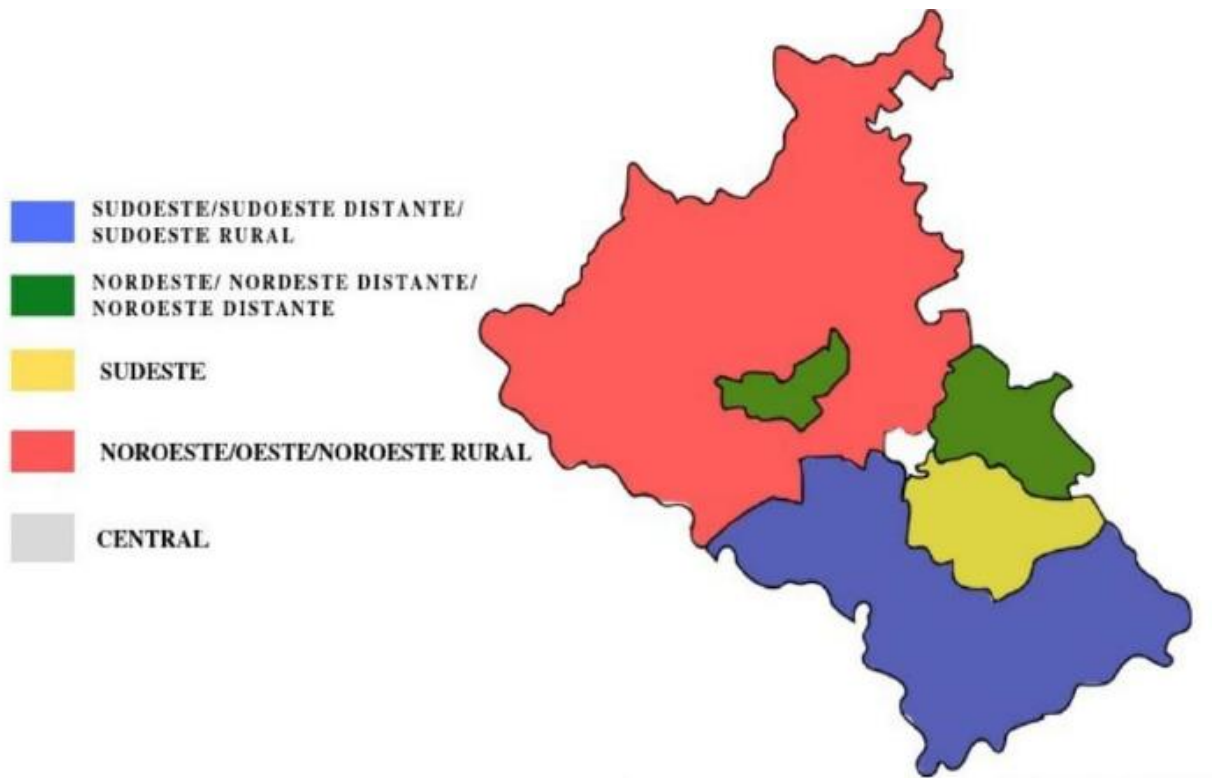 SUDOESTE/SUDOESTE DISTANTE/
SUDOESTE RURAL
NORDESTE/ NORDESTE DISTANTE/
NOROESTE DISTANTE
SUDESTE
NOROESTE/OESTE/NOROESTE RURAL
CENTRAL